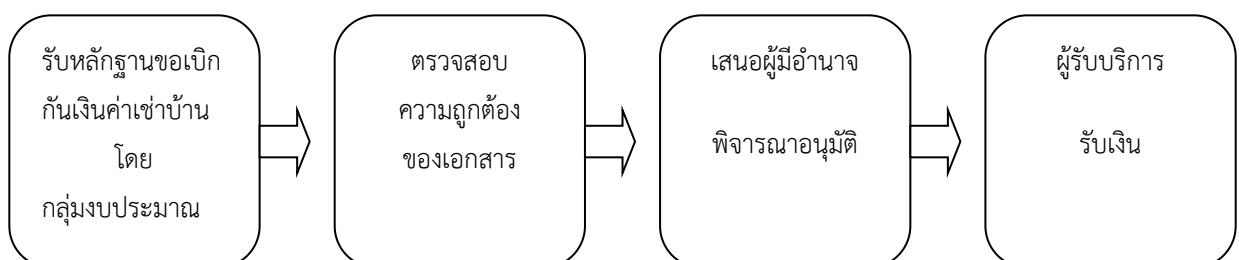 รับหลักฐานขอเบิก
กันเงินค่าเช่าบ้าน
โดย
กลุ่มงบประมาณ
ตรวจสอบ
ความถูกต้อง
ของเอกสาร
เสนอผู้มีอำนาจ
พิจารณาอนุมัติ
ผู้รับบริการ
รับเงิน